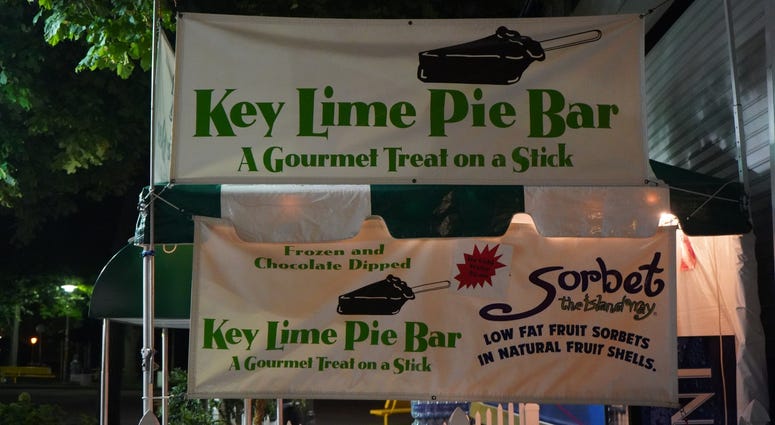 Key Lime Pie Bar
A Gourmet Treat on a Stick
Frozen and
Chocolate Dipped
Key Lime Pie Bar
A Gourmet Treat on a Stick
Sorbet
the island way.
LOW FAT FRUIT SORBETS
IN NATURAL FRUIT SHELLS.